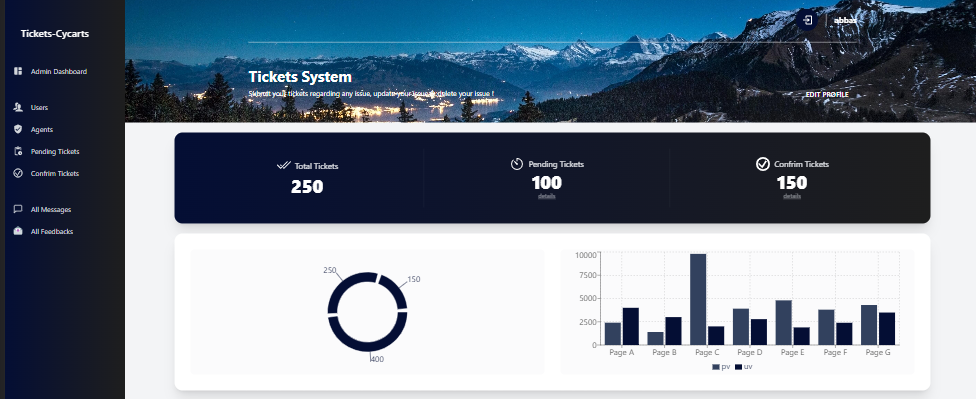 Tickets-Cycarts
Admin Dashboard
Users
Agents
Pending Tickets
Confrim Tickets
All Messages
All Feedbacks
abbas
Tickets System
Submit your tickets regarding any issue, update your issue & delete your issue !
EDIT PROFILE
Total Tickets
250
Pending Tickets
100
details
Confrim Tickets
150
details
250
150
400
10000
7500
5000
2500
0
Page A Page B Page C Page D Page E Page F Page G
pv uv